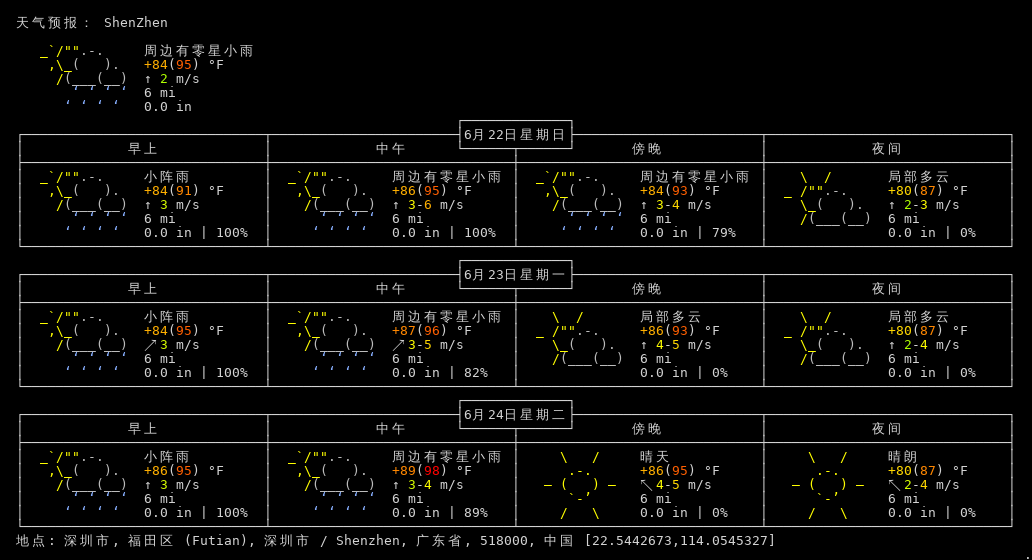 天气预报： ShenZhen
周边有零星小雨
+84(95) °F
↑ 2 m/s
6 mi
0.0 in
6月22日星期日
早上 中午 傍晚 夜间
小阵雨 周边有零星小雨 周边有零星小雨 局部多云
+84(91) °F +86(95) °F +84(93) °F +80(87) °F
↑ 3 m/s ↑ 3-6 m/s ↑ 3-4 m/s ↑ 2-3 m/s
6 mi 6 mi 6 mi 6 mi
0.0 in | 100% 0.0 in | 100% 0.0 in | 79% 0.0 in | 0%
6月23日星期一
早上 中午 傍晚 夜间
小阵雨 周边有零星小雨 局部多云 局部多云
+84(95) °F +87(96) °F +86(93) °F +80(87) °F
↗ 3 m/s ↗ 3-5 m/s ↑ 4-5 m/s ↑ 2-4 m/s
6 mi 6 mi 6 mi 6 mi
0.0 in | 100% 0.0 in | 82% 0.0 in | 0% 0.0 in | 0%
6月24日星期二
早上 中午 傍晚 夜间
小阵雨 周边有零星小雨 晴天 晴朗
+86(95) °F +89(98) °F +86(95) °F +80(87) °F
↑ 3 m/s ↑ 3-4 m/s ↖ 4-5 m/s ↖ 2-4 m/s
6 mi 6 mi 6 mi 6 mi
0.0 in | 100% 0.0 in | 89% 0.0 in | 0% 0.0 in | 0%
地点: 深圳市, 福田区 (Futian), 深圳市 / Shenzhen, 广东省, 518000, 中国 [22.5442673,114.0545327]